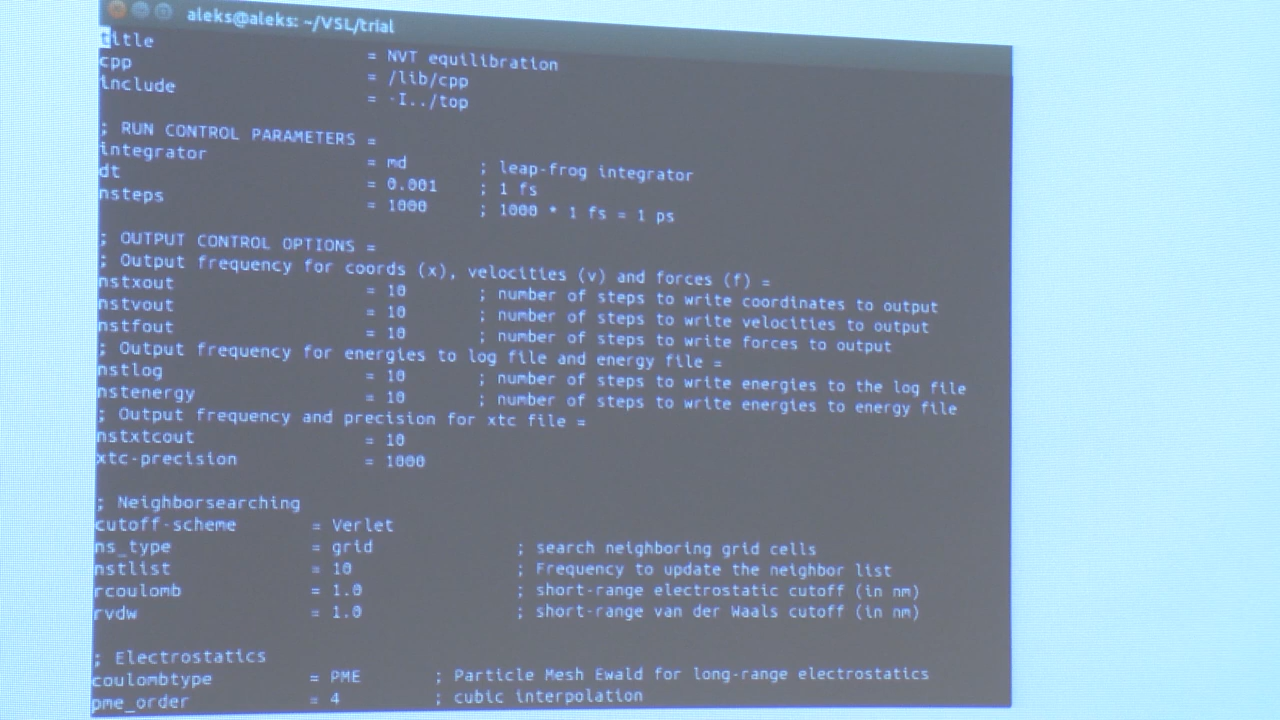 aleks@aleks: ~/VSL/trial
title = NVT equilibration
cpp = /lib/cpp
include = -I../top
; RUN CONTROL PARAMETERS =
integrator = md ; leap-frog integrator
dt = 0.001 ; 1 fs
nsteps = 1000 ; 1000 * 1 fs = 1 ps
; OUTPUT CONTROL OPTIONS =
; Output frequency for coords (x), velocities (v) and forces (f) =
nstxout = 10 ; number of steps to write coordinates to output
nstvout = 10 ; number of steps to write velocities to output
nstfout = 10 ; number of steps to write forces to output
; Output frequency for energies to log file and energy file =
nstlog = 10 ; number of steps to write energies to the log file
nstenergy = 10 ; number of steps to write energies to energy file
; Output frequency and precision for xtc file =
nstxtcout = 10
xtc-precision = 1000
; Neighborsearching
cutoff-scheme = Verlet
ns_type = grid ; search neighboring grid cells
nstlist = 10 ; Frequency to update the neighbor list
rcoulomb = 1.0 ; short-range electrostatic cutoff (in nm)
rvdw = 1.0 ; short-range van der Waals cutoff (in nm)
; Electrostatics
coulombtype = PME ; Particle Mesh Ewald for long-range electrostatics
pme_order = 4 ; cubic interpolation